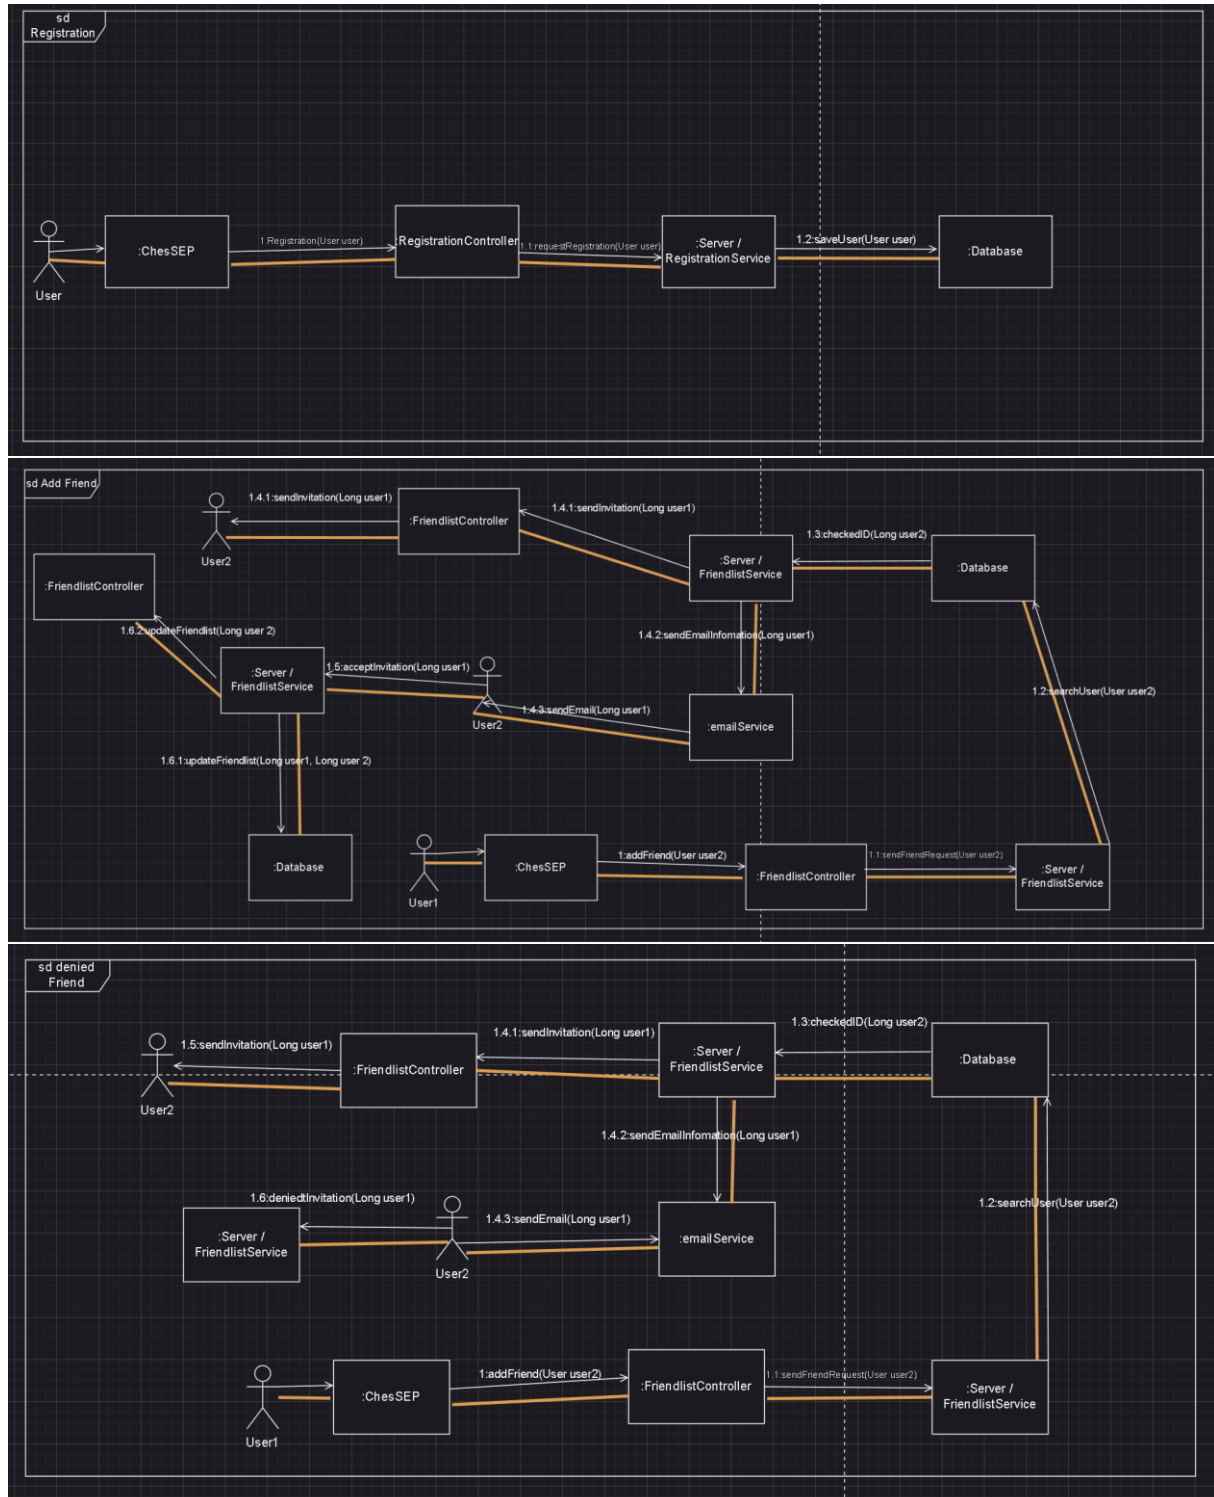 sd
Registration
:ChesSEP
1.Registration(User user)
:RegistrationController
1.1:requestRegistration(User user)
:Server /
RegistrationService
1.2:saveUser(User user)
:Database
User
sd Add Friend
1.4.1:sendInvitation(Long user1)
:FriendlistController
1.4.1:sendInvitation(Long user1)
1.3:checkedID(Long user2)
User2
:Server /
FriendlistService
:Database
:FriendlistController
1.6.2:updateFriendlist(Long user 2)
1.4.2:sendEmailInfomation(Long user1)
:Server /
FriendlistService
1.5:acceptInvitation(Long user1)
1.2:searchUser(User user2)
1.4.3:sendEmail(Long user1)
User2
:emailService
1.6.1:updateFriendlist(Long user1, Long user 2)
:Database
:ChesSEP
1:addFriend(User user2)
:FriendlistController
1.1:sendFriendRequest(User user2)
:Server /
FriendlistService
User1
sd denied
Friend
1.5:sendInvitation(Long user1)
:FriendlistController
1.4.1:sendInvitation(Long user1)
:Server /
FriendlistService
1.3:checkedID(Long user2)
:Database
User2
1.4.2:sendEmailInfomation(Long user1)
1.6:deniedtInvitation(Long user1)
:Server /
FriendlistService
1.4.3:sendEmail(Long user1)
:emailService
1.2:searchUser(User user2)
User2
:ChesSEP
1:addFriend(User user2)
:FriendlistController
1.1:sendFriendRequest(User user2)
:Server /
FriendlistService
User1